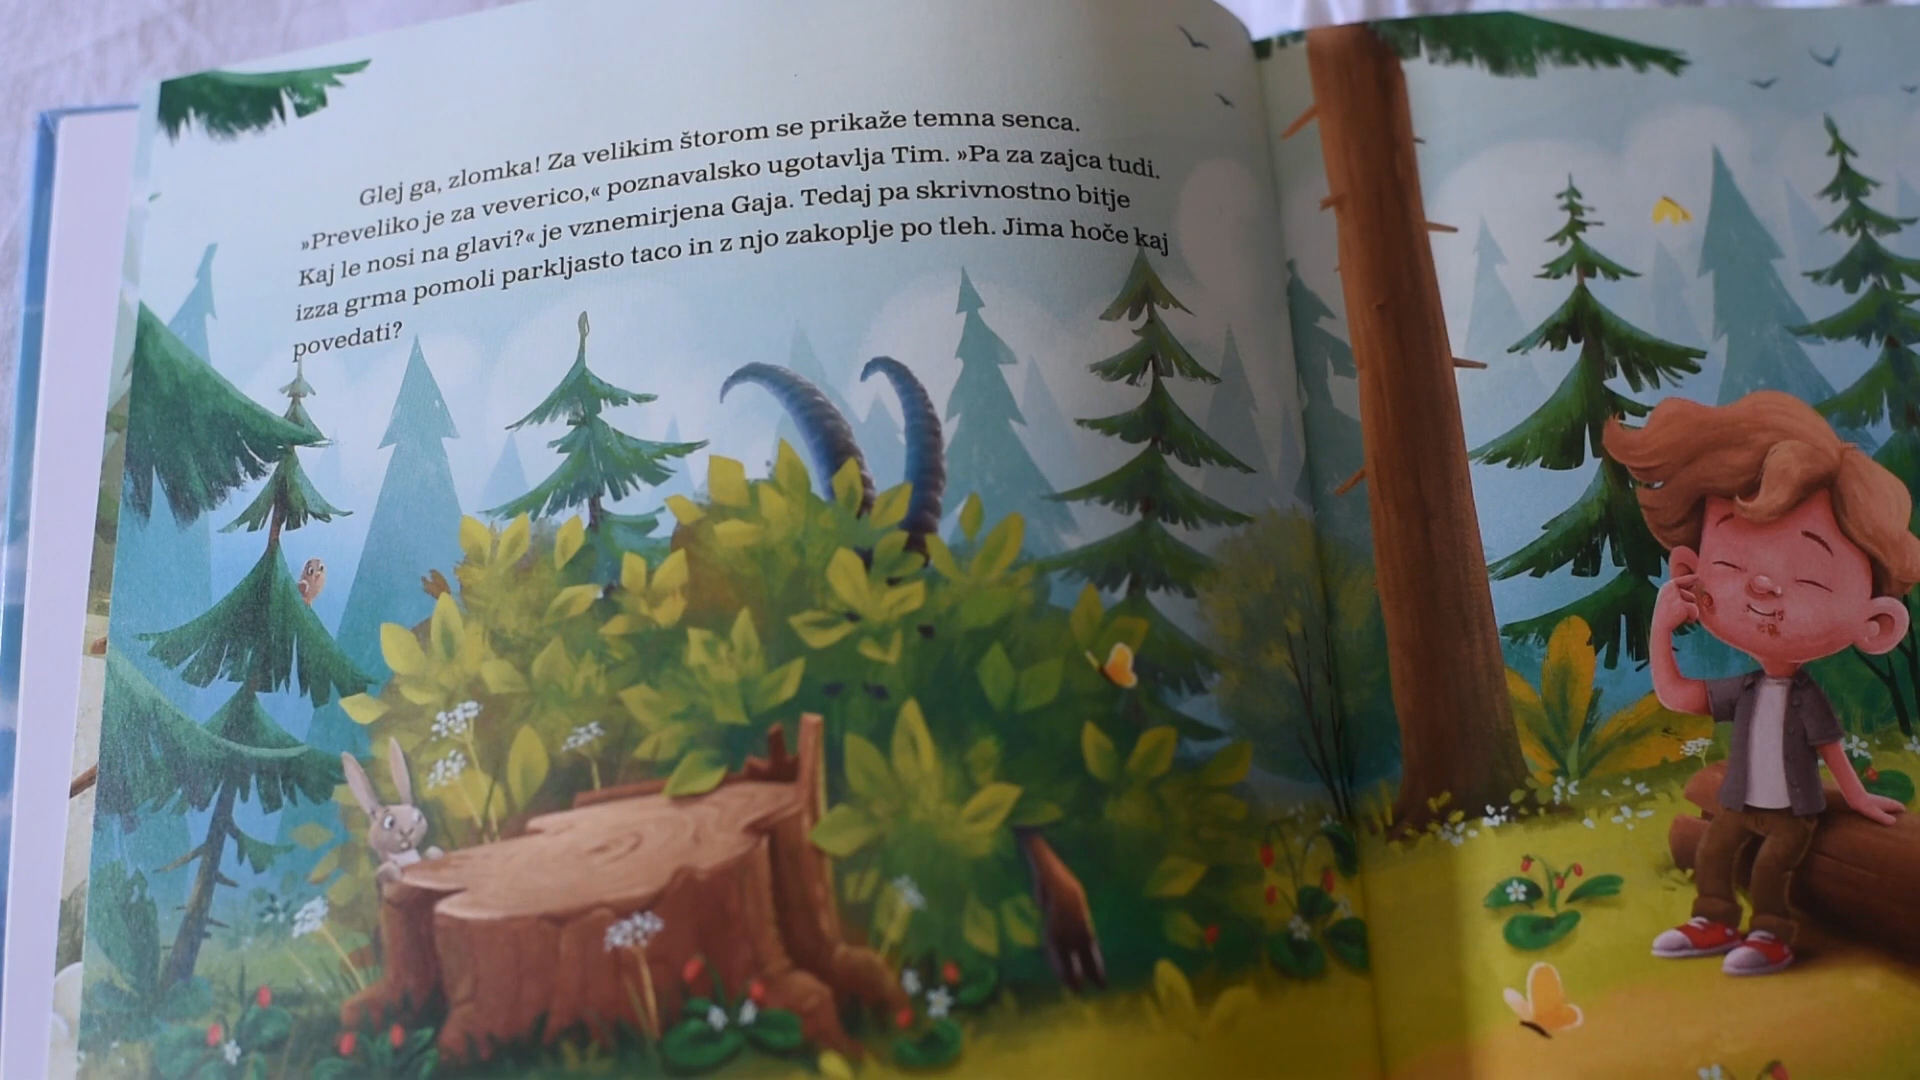 Glej ga, zlomka! Za velikim štorom se prikaže temna senca.
»Preveliko je za veverico,« poznavalsko ugotavlja Tim. »Pa za zajca tudi.
Kaj le nosi na glavi?« je vznemirjena Gaja. Tedaj pa skrivnostno bitje
izza grma pomoli parkljasto taco in z njo zakoplje po tleh. Jima hoče kaj
povedati?